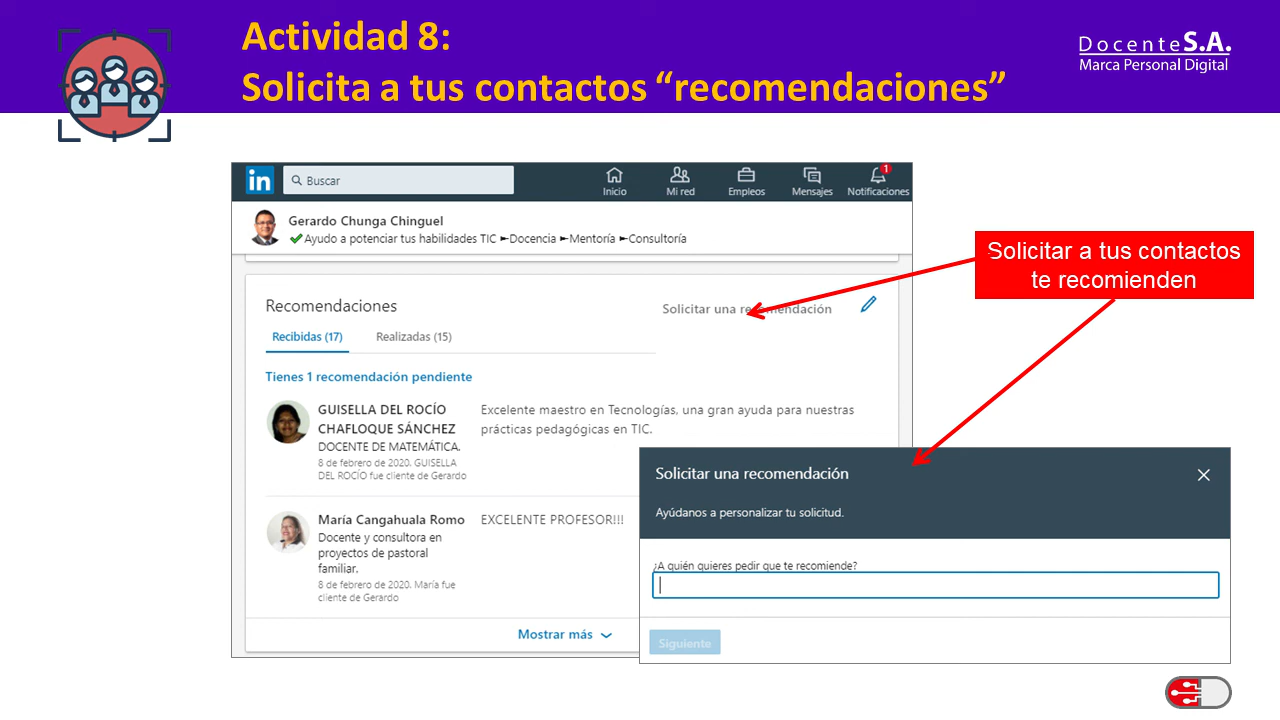 Actividad 8:
Solicita a tus contactos “recomendaciones”
DocenteS.A.
Marca Personal Digital
in
Buscar
Inicio
Mi red
Empleos
Mensajes
1
Notificaciones
Gerardo Chunga Chinguel
Ayudo a potenciar tus habilidades TIC ►Docencia ►Mentoría ►Consultoría
Solicitar a tus contactos
te recomienden
Recomendaciones
Solicitar una recomendación
Recibidas (17)
Realizadas (15)
Tienes 1 recomendación pendiente
GUISELLA DEL ROCÍO
CHAFLOQUE SÁNCHEZ
DOCENTE DE MATEMÁTICA.
8 de febrero de 2020. GUISELLA
DEL ROCÍO fue cliente de Gerardo
Excelente maestro en Tecnologías, una gran ayuda para nuestras
prácticas pedagógicas en TIC.
María Cangahuala Romo
Docente y consultora en
proyectos de pastoral
familiar.
8 de febrero de 2020. María fue
cliente de Gerardo
EXCELENTE PROFESOR!!!
Mostrar más
Solicitar una recomendación
Ayúdanos a personalizar tu solicitud.
¿A quién quieres pedir que te recomiende?
Siguiente